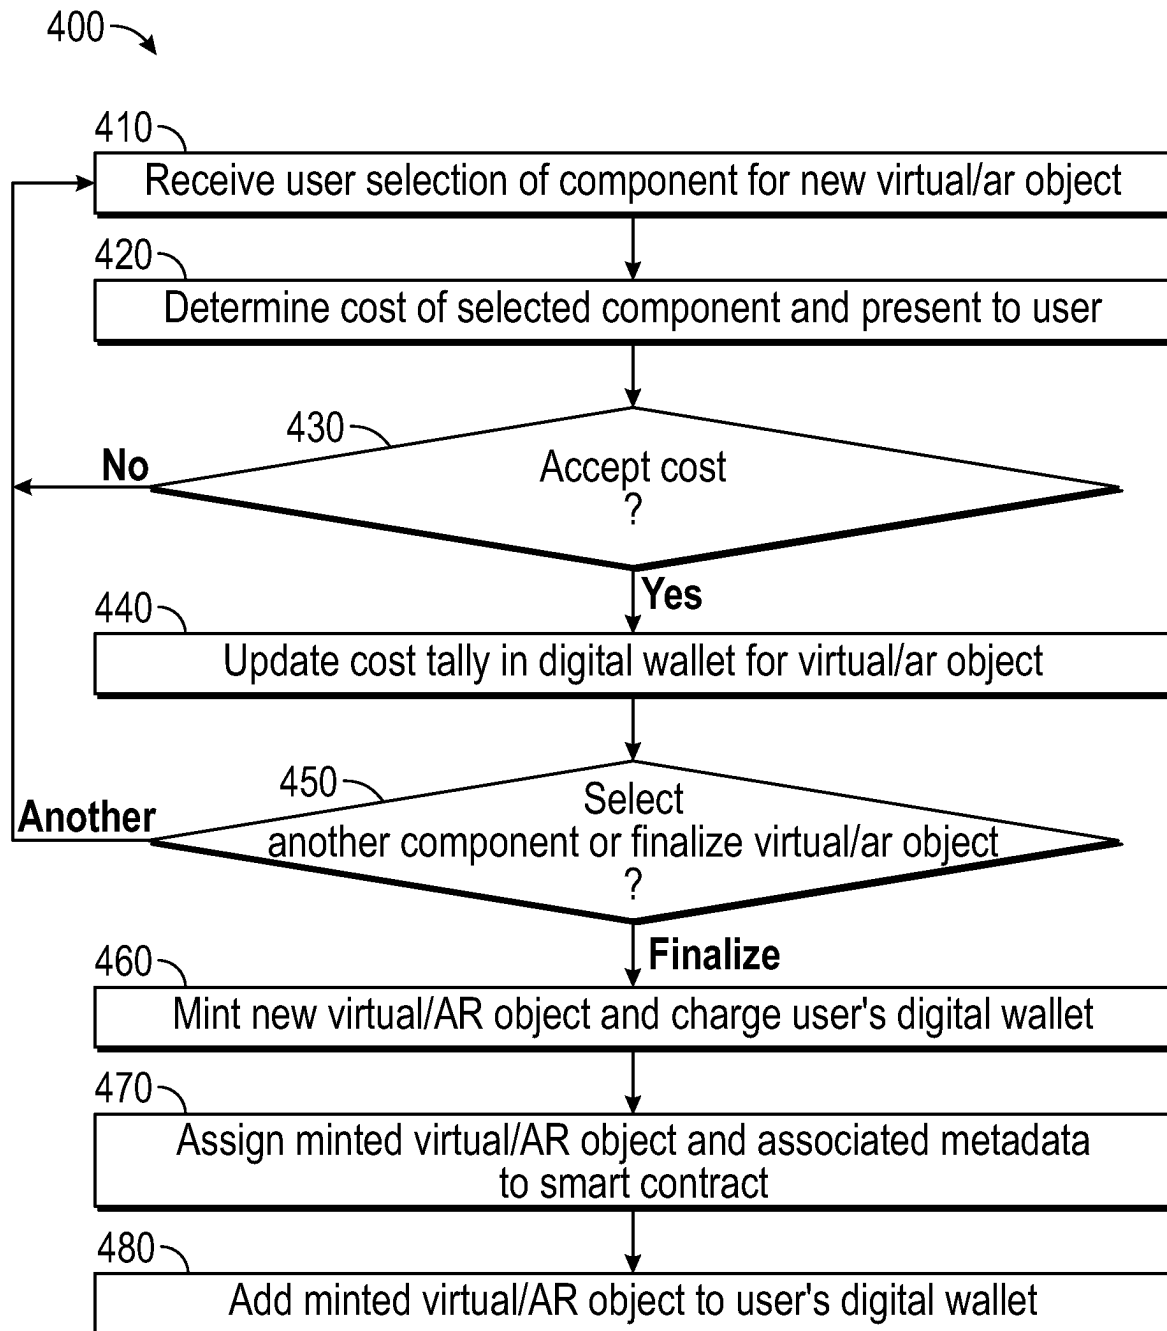 400
410
Receive user selection of component for new virtual/ar object
420
Determine cost of selected component and present to user
430
Accept cost
?
No
Yes
440
Update cost tally in digital wallet for virtual/ar object
450
Select
another component or finalize virtual/ar object
?
Another
Finalize
460
Mint new virtual/AR object and charge user's digital wallet
470
Assign minted virtual/AR object and associated metadata
to smart contract
480
Add minted virtual/AR object to user's digital wallet